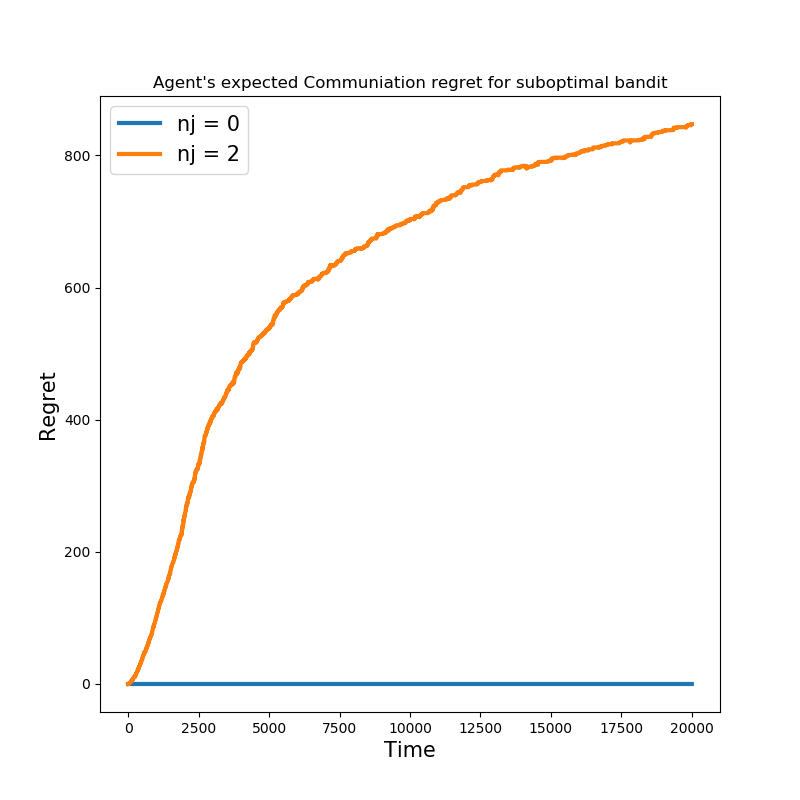 Agent's expected Communiation regret for suboptimal bandit
nj = 0
nj = 2
800
600
400
200
0
Regret
0 2500 5000 7500 10000 12500 15000 17500 20000
Time